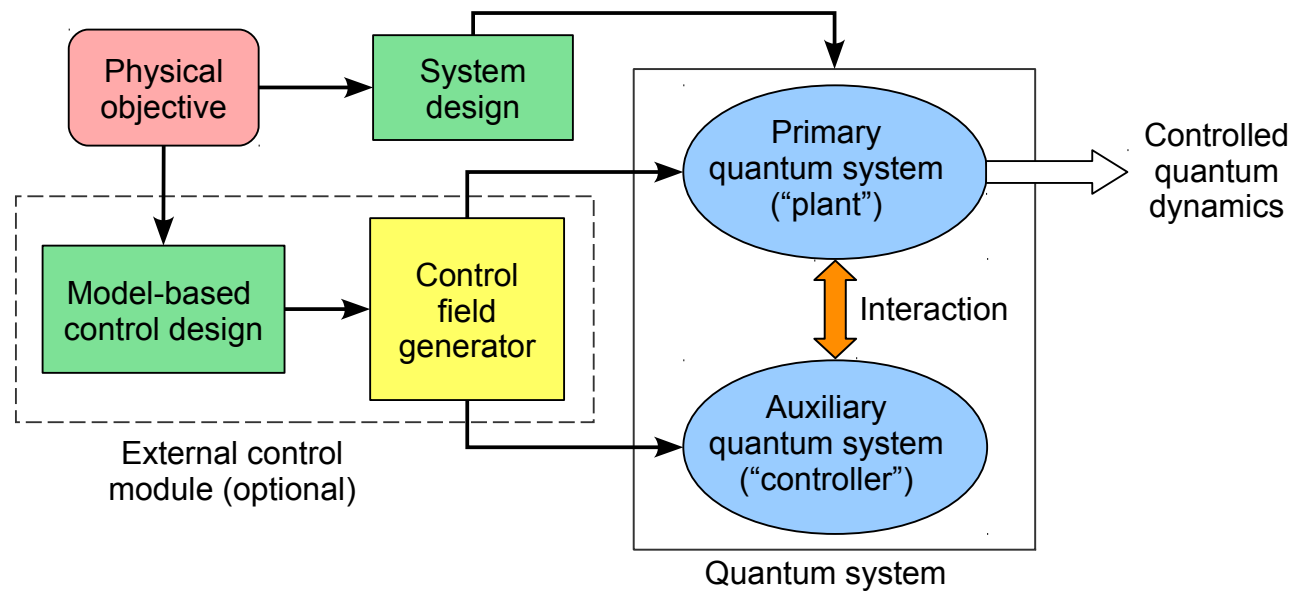 Physical
objective
System
design
Primary
quantum system
(“plant”)
Controlled
quantum
dynamics
Model-based
control design
Control
field
generator
Interaction
Auxiliary
quantum system
(“controller”)
External control
module (optional)
Quantum system